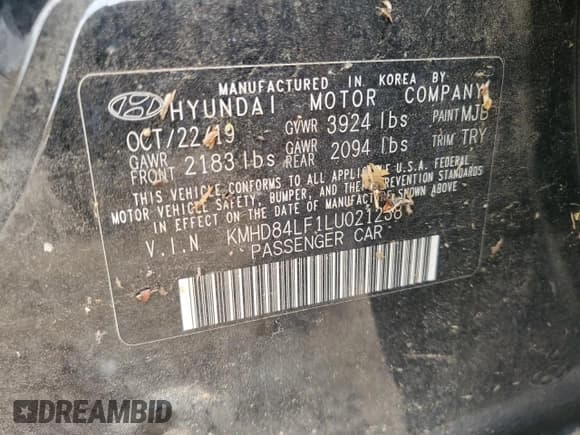 MANUFACTURED IN KOREA BY
HYUNDAI MOTOR COMPANY
OCT/22/19 GVWR 3924 lbs PAINT MJB
GAWR FRONT 2183 lbs GAWR REAR 2094 lbs TRIM TRY
THIS VEHICLE CONFORMS TO ALL APPLICABLE U.S.A. FEDERAL
MOTOR VEHICLE SAFETY, BUMPER, AND THEFT PREVENTION STANDARDS
IN EFFECT ON THE DATE OF MANUFACTURE SHOWN ABOVE.
V.I.N KMHD84LF1LU021238
PASSENGER CAR
DREAMBID